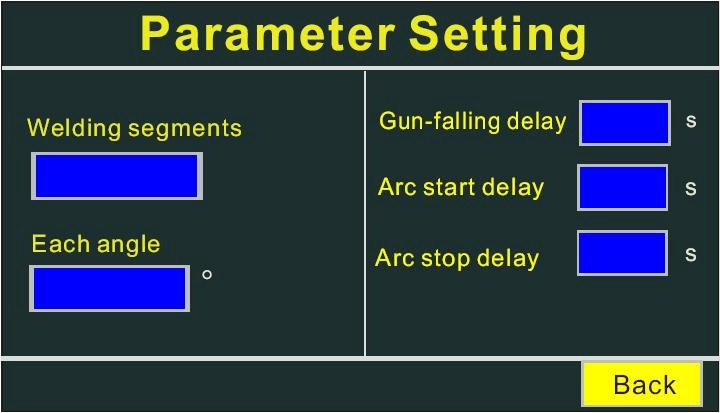 Parameter Setting
Welding segments
Each angle
°
Gun-falling delay s
Arc start delay s
Arc stop delay s
Back